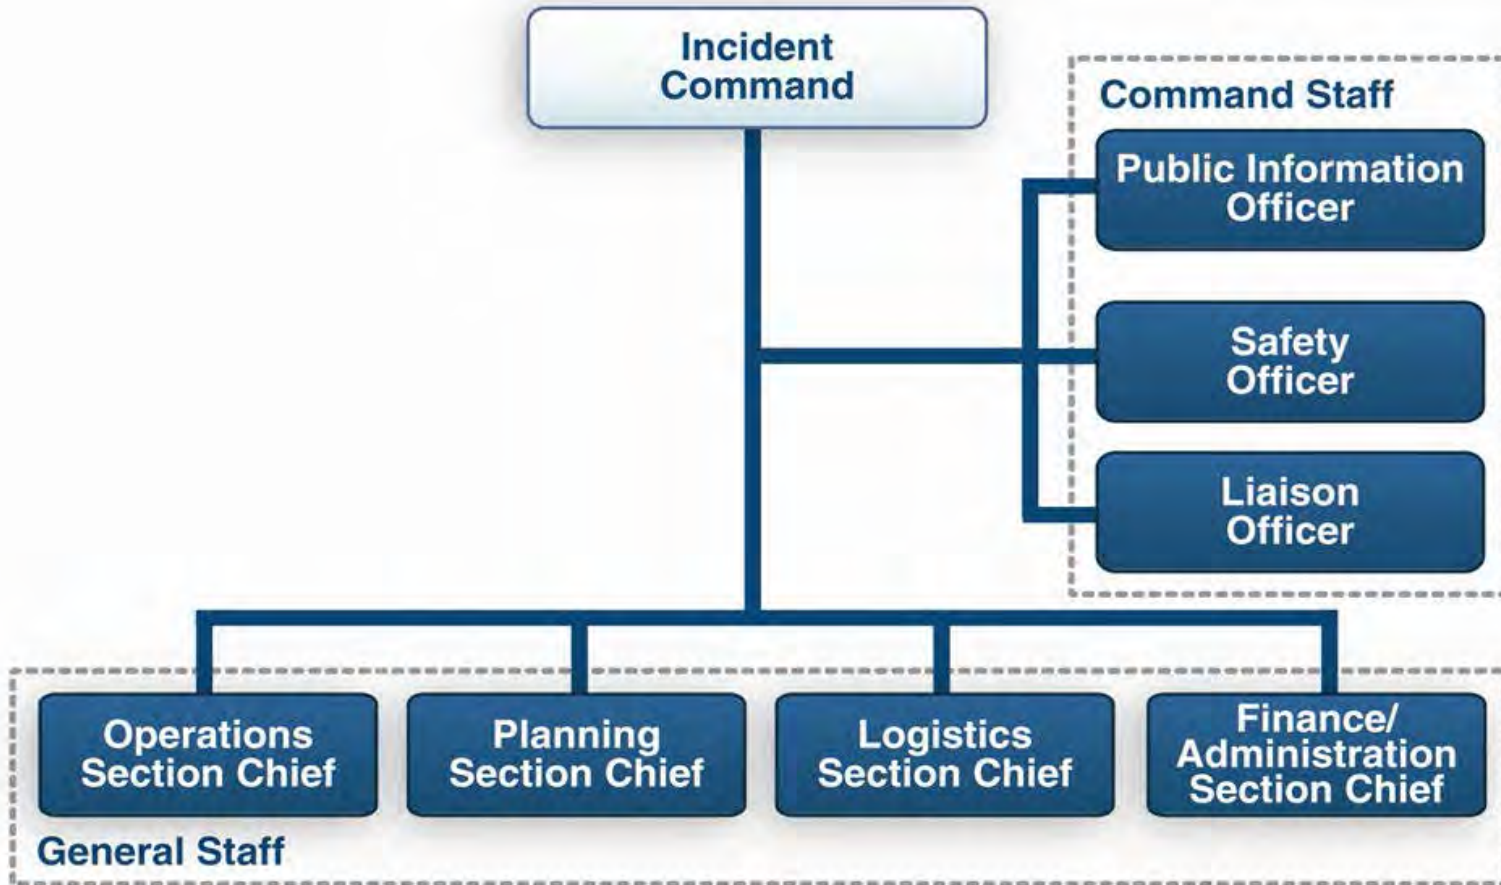 Incident
Command
Command Staff
Public Information
Officer
Safety
Officer
Liaison
Officer
Operations
Section Chief
Planning
Section Chief
Logistics
Section Chief
Finance/
Administration
Section Chief
General Staff